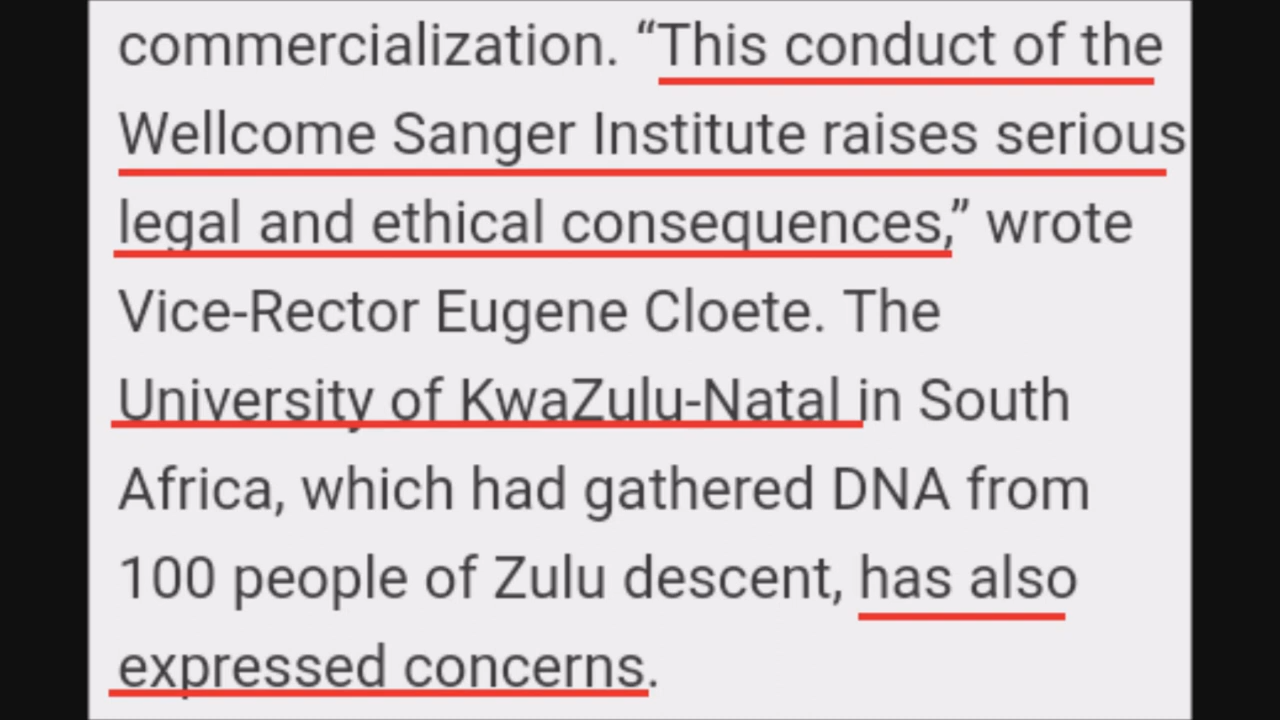 commercialization. “This conduct of the
Wellcome Sanger Institute raises serious
legal and ethical consequences,” wrote
Vice-Rector Eugene Cloete. The
University of KwaZulu-Natal in South
Africa, which had gathered DNA from
100 people of Zulu descent, has also
expressed concerns.